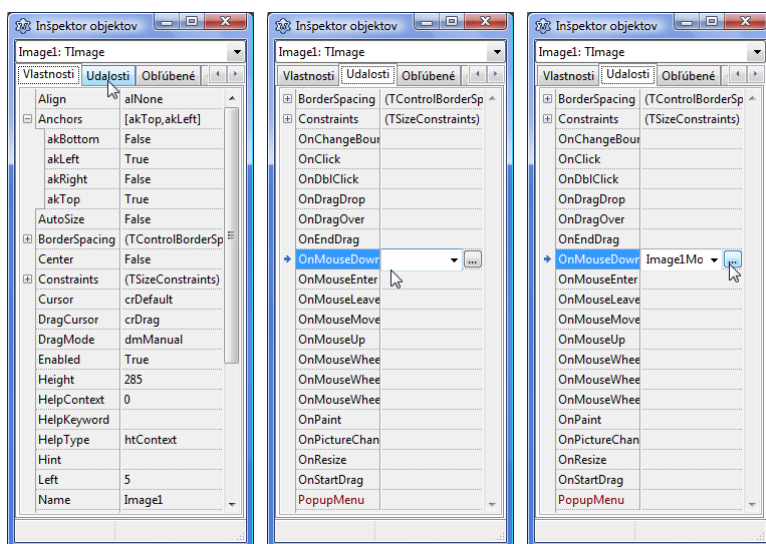 Inšpektor objektov
Image1: TImage
Vlastnosti Udalosti Obľúbené
Align alNone
Anchors [akTop,akLeft]
akBottom False
akLeft True
akRight False
akTop True
AutoSize False
BorderSpacing (TControlBorderSp
Center False
Constraints (TSizeConstraints)
Cursor crDefault
DragCursor crDrag
DragMode dmManual
Enabled True
Height 285
HelpContext 0
HelpKeyword
HelpType htContext
Hint
Left 5
Name Image1
Inšpektor objektov
Image1: TImage
Vlastnosti Udalosti Obľúbené
BorderSpacing (TControlBorderSp
Constraints (TSizeConstraints)
OnChangeBour
OnClick
OnDblClick
OnDragDrop
OnDragOver
OnEndDrag
OnMouseDown ...
OnMouseEnter
OnMouseLeave
OnMouseMove
OnMouseUp
OnMouseWhee
OnMouseWhee
OnMouseWhee
OnPaint
OnPictureChan
OnResize
OnStartDrag
PopupMenu
Inšpektor objektov
Image1: TImage
Vlastnosti Udalosti Obľúbené
BorderSpacing (TControlBorderSp
Constraints (TSizeConstraints)
OnChangeBour
OnClick
OnDblClick
OnDragDrop
OnDragOver
OnEndDrag
OnMouseDown Image1Mo ...
OnMouseEnter
OnMouseLeave
OnMouseMove
OnMouseUp
OnMouseWhee
OnMouseWhee
OnMouseWhee
OnPaint
OnPictureChan
OnResize
OnStartDrag
PopupMenu